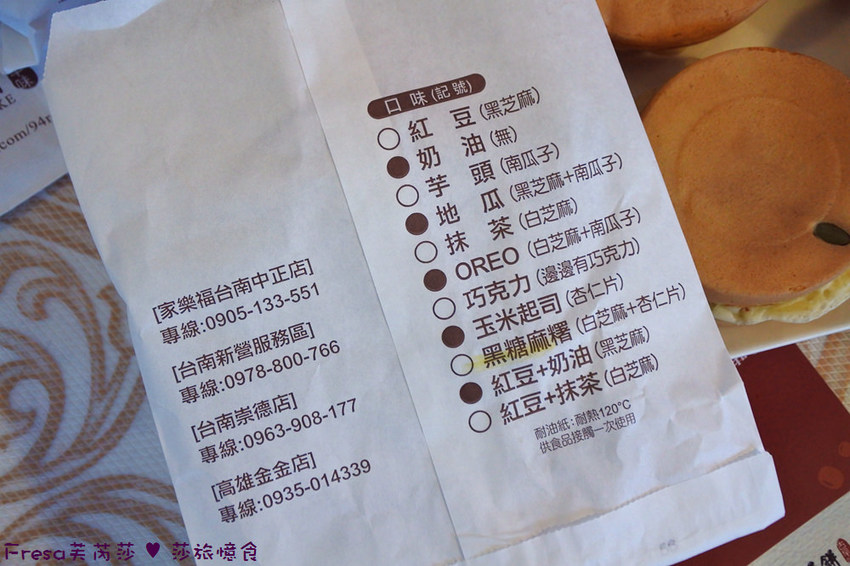 口味(記號)
紅豆(黑芝麻)
奶油(無)
芋頭(南瓜子)
地瓜(黑芝麻+南瓜子)
抹茶(白芝麻)
OREO(白芝麻+南瓜子)
巧克力(邊邊有巧克力)
玉米起司(杏仁片)
黑糖麻糬(白芝麻+杏仁片)
紅豆+奶油(黑芝麻)
紅豆+抹茶(白芝麻)
耐油紙:耐熱120°C
供食品接觸一次使用
[家樂福台南中正店]
專線:0905-133-551
[台南新營服務區]
專線:0978-800-766
[台南崇德店]
專線:0963-908-177
[高雄金金店]
專線:0935-014339
Fresa芙芮莎 ♥ 莎旅憶食